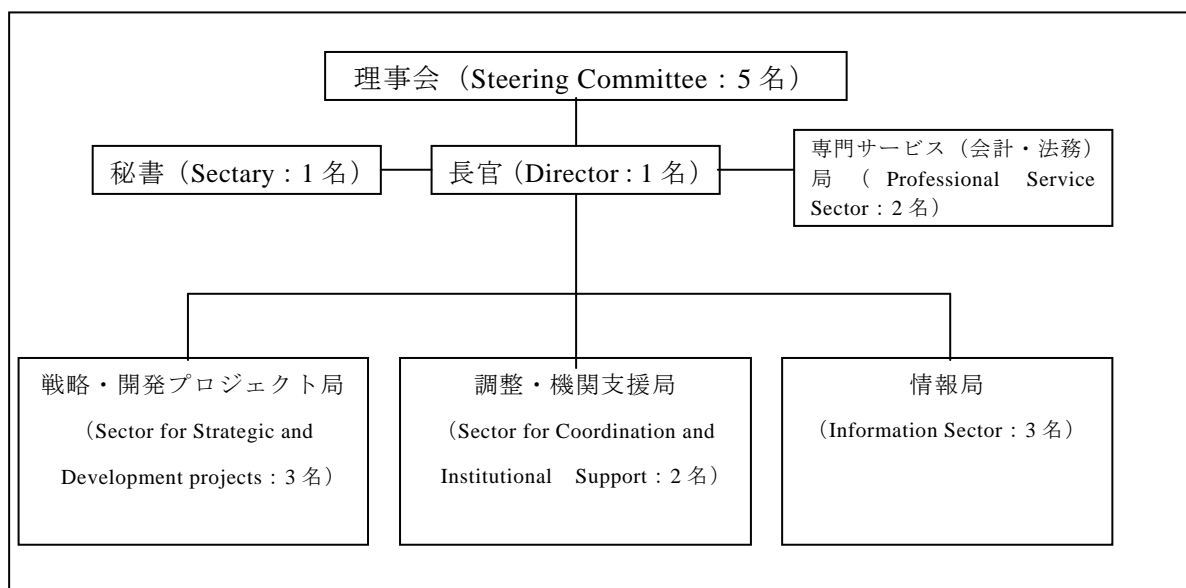 理事会（Steering Committee：5 名）
秘書（Sectary：1 名）
長官（Director：1 名）
専門サービス（会計・法務）
局（ Professional Service
Sector：2 名）
戦略・開発プロジェクト局
（Sector for Strategic and
Development projects：3 名）
調整・機関支援局
（Sector for Coordination and
Institutional Support：2 名）
情報局
（Information Sector：3 名）